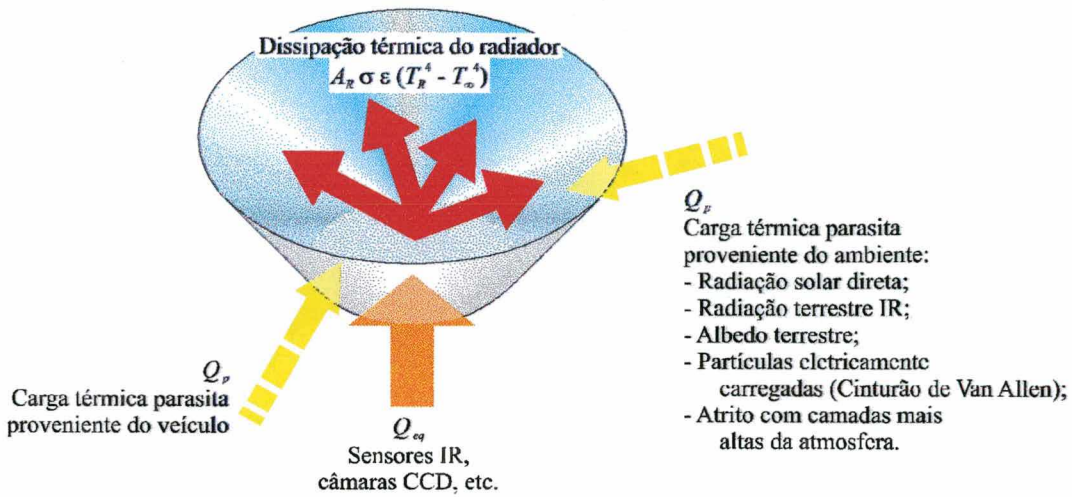 Dissipação térmica do radiador
A_R σ ε (T_R^4 - T_∞^4)
Q_p
Carga térmica parasita
proveniente do ambiente:
- Radiação solar direta;
- Radiação terrestre IR;
- Albedo terrestre;
- Partículas eletricamente
carregadas (Cinturão de Van Allen);
- Atrito com camadas mais
altas da atmosfera.
Q_p
Carga térmica parasita
proveniente do veículo
Q_eq
Sensores IR,
câmaras CCD, etc.